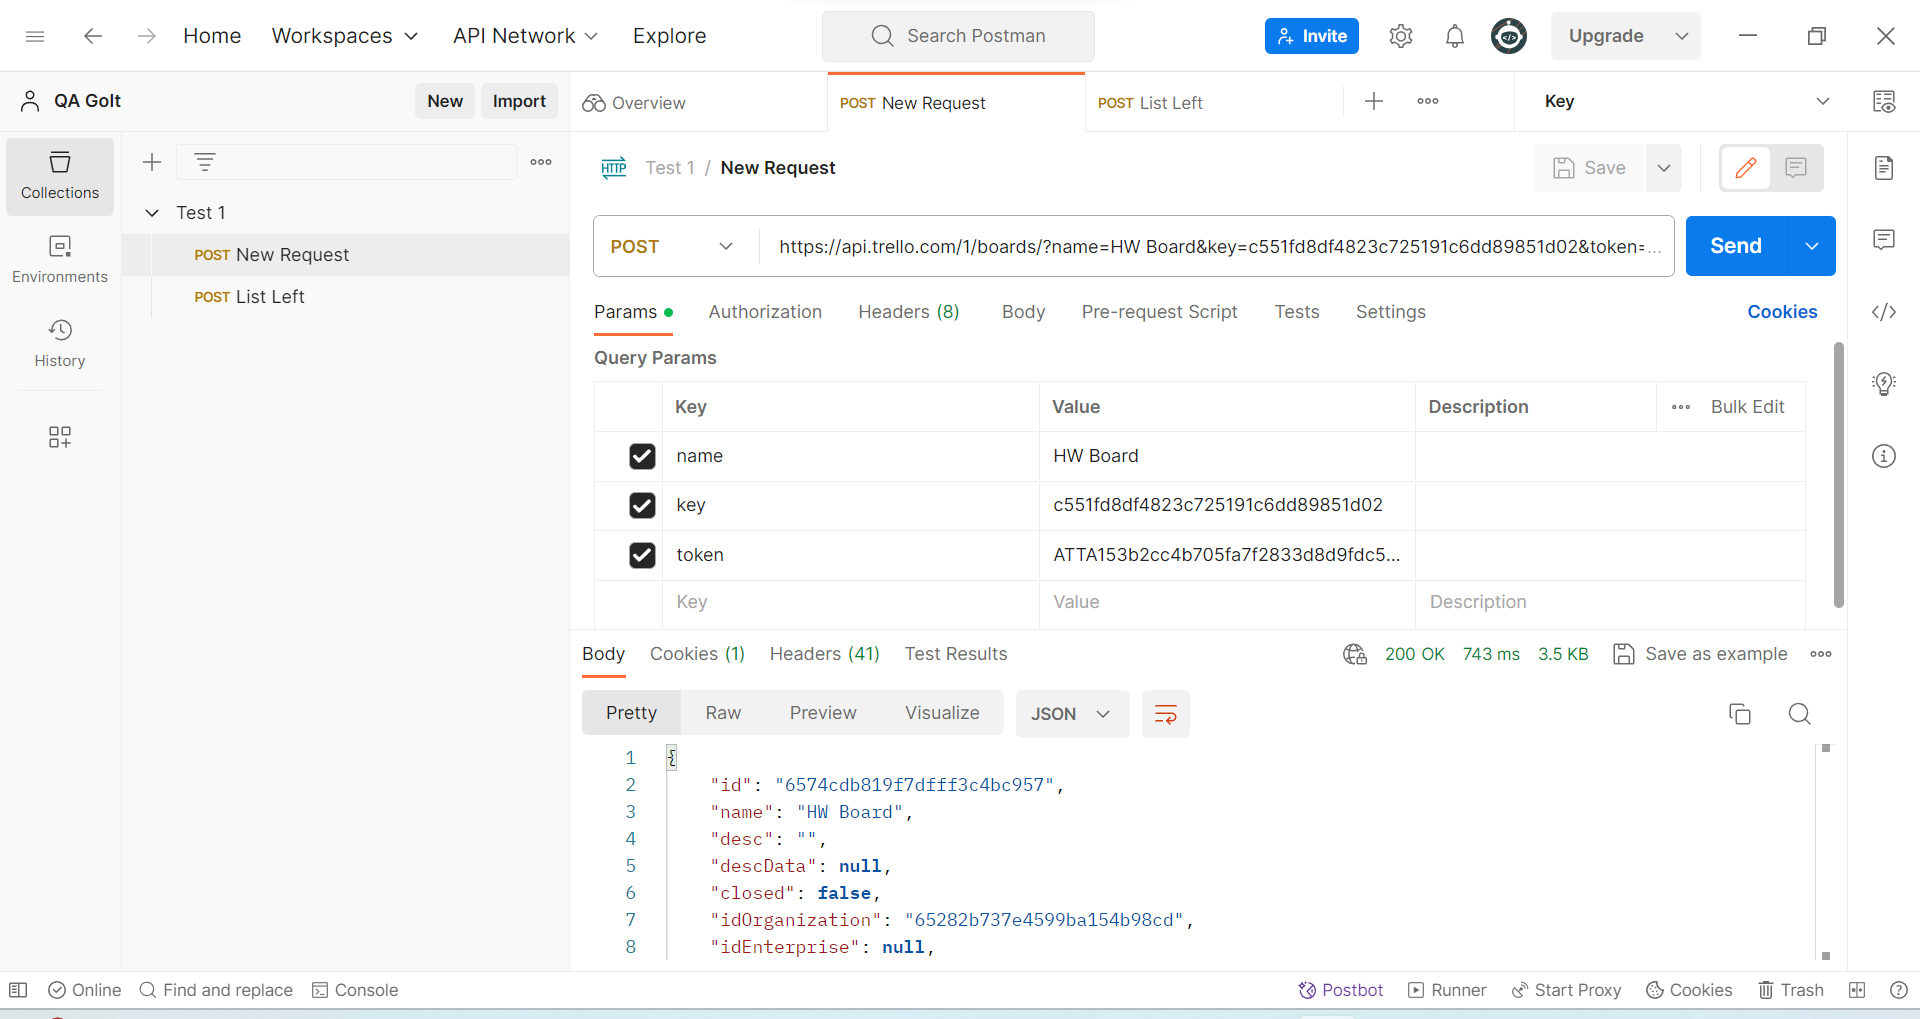 Home Workspaces API Network Explore Search Postman Invite Upgrade
QA GoIt New Import Overview POST New Request POST List Left Key
Collections
Environments
History
Test 1
POST New Request
POST List Left
HTTP Test 1 / New Request Save
POST https://api.trello.com/1/boards/?name=HW Board&key=c551fd8df4823c725191c6dd89851d02&token=... Send
Params Authorization Headers (8) Body Pre-request Script Tests Settings Cookies
Query Params
Key Value Description Bulk Edit
name HW Board
key c551fd8df4823c725191c6dd89851d02
token ATTA153b2cc4b705fa7f2833d8d9fdc5...
Key Value Description
Body Cookies (1) Headers (41) Test Results 200 OK 743 ms 3.5 KB Save as example
Pretty Raw Preview Visualize JSON
1 {
2 "id": "6574cdb819f7dfff3c4bc957",
3 "name": "HW Board",
4 "desc": "",
5 "descData": null,
6 "closed": false,
7 "idOrganization": "65282b737e4599ba154b98cd",
8 "idEnterprise": null,
Online Find and replace Console Postbot Runner Start Proxy Cookies Trash